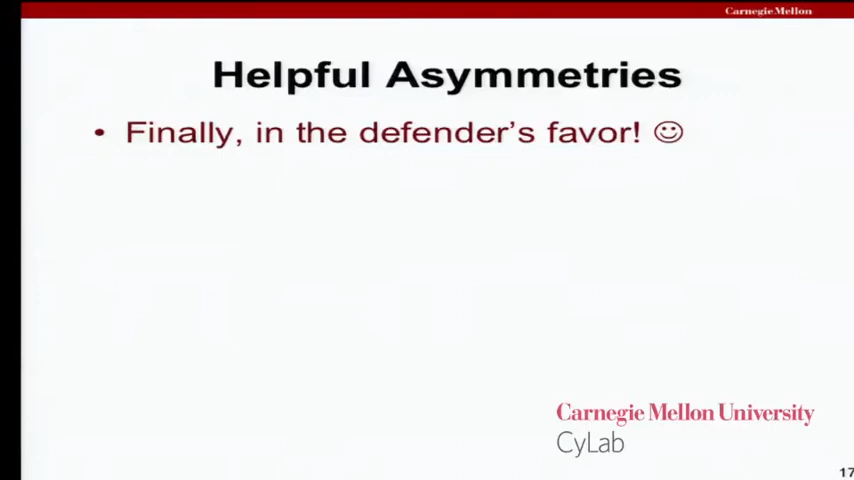 Carnegie Mellon
Helpful Asymmetries
• Finally, in the defender's favor! ☺
Carnegie Mellon University
CyLab
17